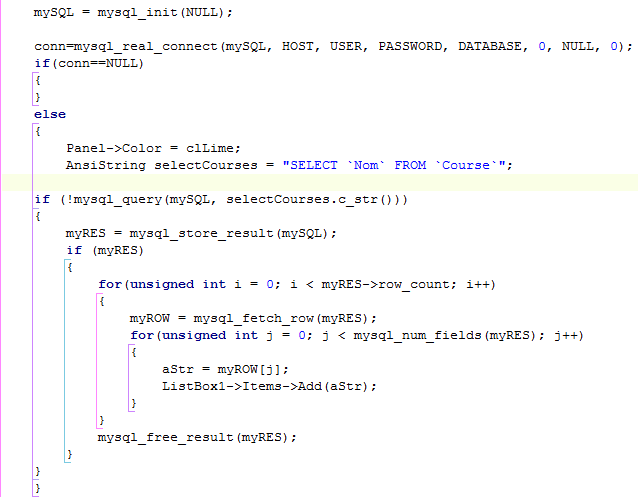 mySQL = mysql_init(NULL);
conn=mysql_real_connect(mySQL, HOST, USER, PASSWORD, DATABASE, 0, NULL, 0);
if(conn==NULL)
{
}
else
{
Panel->Color = clLime;
AnsiString selectCourses = "SELECT `Nom` FROM `Course`";
if (!mysql_query(mySQL, selectCourses.c_str()))
{
myRES = mysql_store_result(mySQL);
if (myRES)
{
for(unsigned int i = 0; i < myRES->row_count; i++)
{
myROW = mysql_fetch_row(myRES);
for(unsigned int j = 0; j < mysql_num_fields(myRES); j++)
{
aStr = myROW[j];
ListBox1->Items->Add(aStr);
}
}
mysql_free_result(myRES);
}
}
}